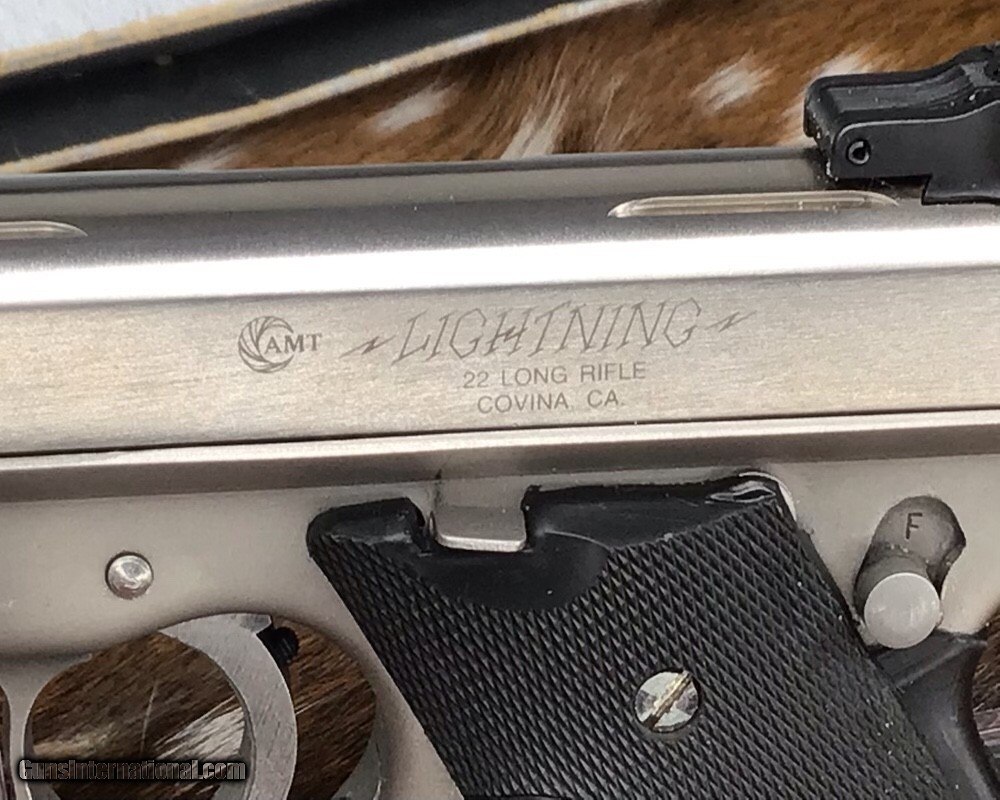 AMT LIGHTNING
22 LONG RIFLE
COVINA, CA.
F
GunsInternational.com